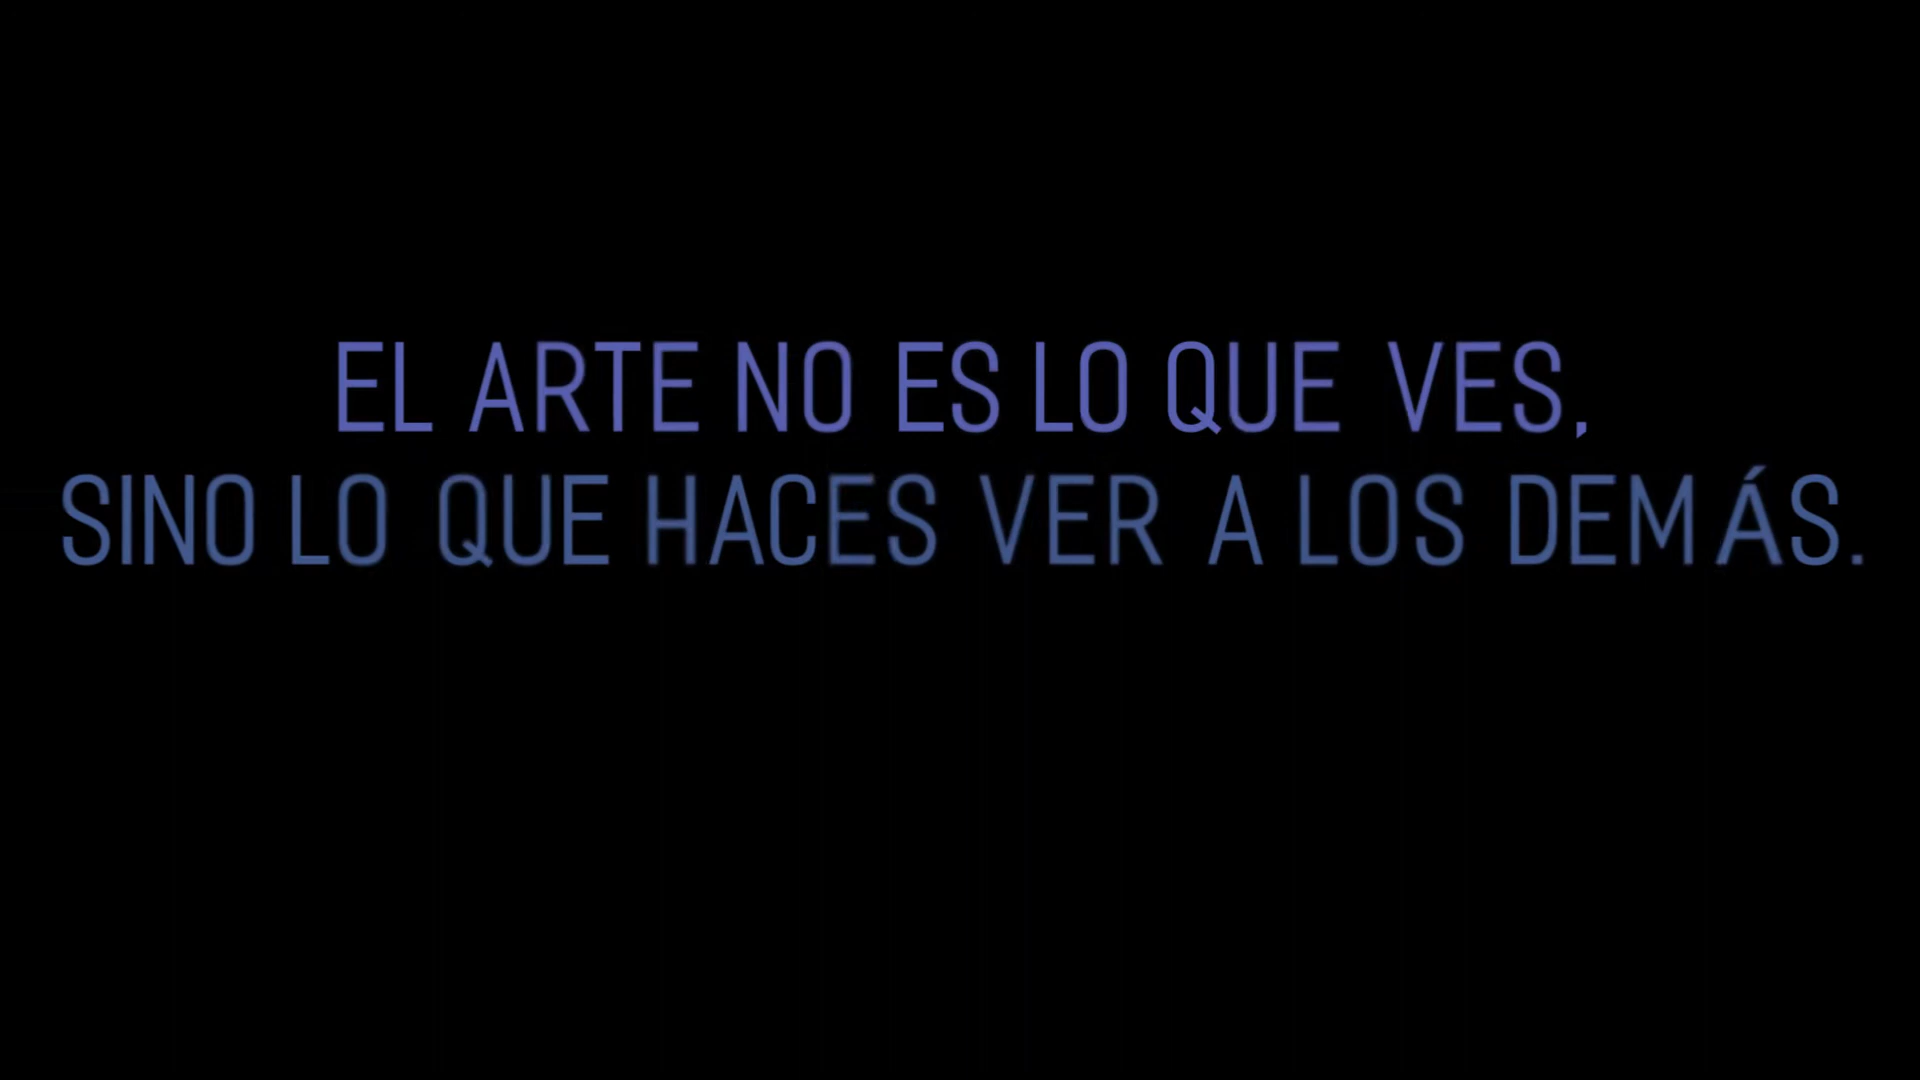 EL ARTE NO ES LO QUE VES,
SINO LO QUE HACES VER A LOS DEMÁS.